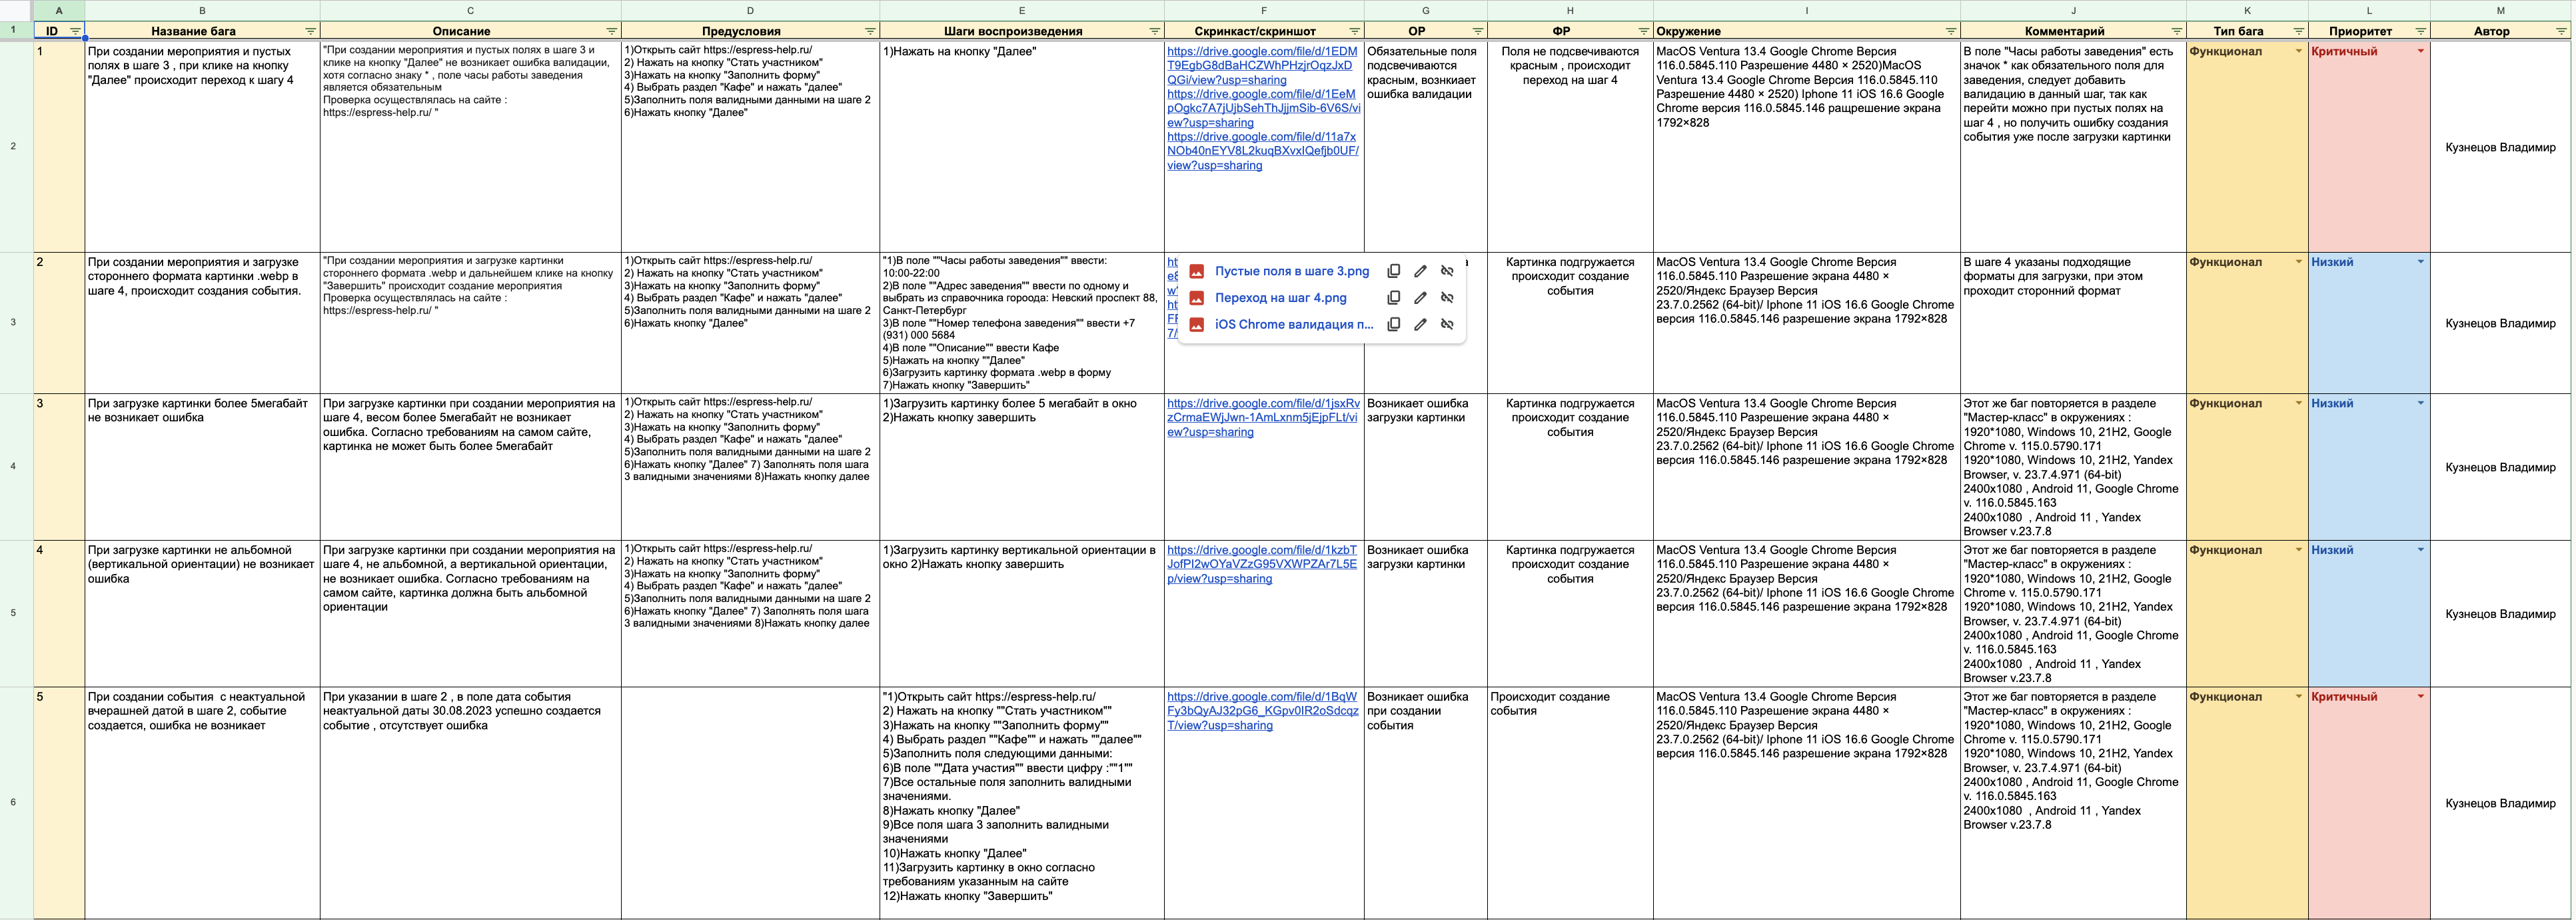 A B C D E F G H I J K L M
1 ID Название бага Описание Предусловия Шаги воспроизведения Скринкаст/скриншот ОР ФР Окружение Комментарий Тип бага Приоритет Автор
2
1
При создании мероприятия и пустых
полях в шаге 3 , при клике на кнопку
"Далее" происходит переход к шагу 4
"При создании мероприятия и пустых полях в шаге 3 и
клике на кнопку "Далее" не возникает ошибка валидации,
хотя согласно знаку * , поле часы работы заведения
является обязательным
Проверка осуществлялась на сайте :
https://espress-help.ru/ "
1)Открыть сайт https://espress-help.ru/
2) Нажать на кнопку "Стать участником"
3)Нажать на кнопку "Заполнить форму"
4) Выбрать раздел "Кафе" и нажать "далее"
5)Заполнить поля валидными данными на шаге 2
6)Нажать кнопку "Далее"
1)Нажать на кнопку "Далее"
https://drive.google.com/file/d/1EDM
T9EgbG8dBaHCZWhPHzjrOqzJxD
QGi/view?usp=sharing
https://drive.google.com/file/d/1EeM
pOgkc7A7jUjbSehThJjjmSib-6V6S/vi
ew?usp=sharing
https://drive.google.com/file/d/11a7x
NOb40nEYV8L2kuqBXvxIQefjb0UF/
view?usp=sharing
Обязательные поля
подсвечиваются
красным, вознкиает
ошибка валидации
Поля не подсвечиваются
красным , происходит
переход на шаг 4
MacOS Ventura 13.4 Google Chrome Версия
116.0.5845.110 Разрешение 4480 × 2520)MacOS
Ventura 13.4 Google Chrome Версия 116.0.5845.110
Разрешение 4480 × 2520) Iphone 11 iOS 16.6 Google
Chrome версия 116.0.5845.146 ращрешение экрана
1792×828
В поле "Часы работы заведения" есть
значок * как обязательного поля для
заведения, следует добавить
валидацию в данный шаг, так как
перейти можно при пустых полях на
шаг 4 , но получить ошибку создания
события уже после загрузки картинки
Функционал
Критичный
Кузнецов Владимир
3
2
При создании мероприятия и загрузке
стороннего формата картинки .webp в
шаге 4, происходит создания события.
"При создании мероприятия и загрузке картинки
стороннего формата .webp и дальнейшем клике на кнопку
"Завершить" происходит создание мероприятия
Проверка осуществлялась на сайте :
https://espress-help.ru/ "
1)Открыть сайт https://espress-help.ru/
2) Нажать на кнопку "Стать участником"
3)Нажать на кнопку "Заполнить форму"
4) Выбрать раздел "Кафе" и нажать "далее"
5)Заполнить поля валидными данными на шаге 2
6)Нажать кнопку "Далее"
"1)В поле ""Часы работы заведения"" ввести:
10:00-22:00
2)В поле ""Адрес заведения"" ввести по одному и
выбрать из справочника гороода: Невский проспект 88,
Санкт-Петербург
3)В поле ""Номер телефона заведения"" ввести +7
(931) 000 5684
4)В поле ""Описание"" ввести Кафе
5)Нажать на кнопку ""Далее"
6)Загрузить картинку формата .webp в форму
7)Нажать кнопку "Завершить"
Пустые поля в шаге 3.png
Переход на шаг 4.png
iOS Chrome валидация п...
Картинка подгружается
происходит создание
события
MacOS Ventura 13.4 Google Chrome Версия
116.0.5845.110 Разрешение экрана 4480 ×
2520/Яндекс Браузер Версия
23.7.0.2562 (64-bit)/ Iphone 11 iOS 16.6 Google Chrome
версия 116.0.5845.146 разрешение экрана 1792×828
В шаге 4 указаны подходящие
форматы для загрузки, при этом
проходит сторонний формат
Функционал
Низкий
Кузнецов Владимир
4
3
При загрузке картинки более 5мегабайт
не возникает ошибка
При загрузке картинки при создании мероприятия на
шаге 4, весом более 5мегабайт не возникает
ошибка. Согласно требованиям на самом сайте,
картинка не может быть более 5мегабайт
1)Открыть сайт https://espress-help.ru/
2) Нажать на кнопку "Стать участником"
3)Нажать на кнопку "Заполнить форму"
4) Выбрать раздел "Кафе" и нажать "далее"
5)Заполнить поля валидными данными на шаге 2
6)Нажать кнопку "Далее" 7) Заполнять поля шага
3 валидными значениями 8)Нажать кнопку далее
1)Загрузить картинку более 5 мегабайт в окно
2)Нажать кнопку завершить
https://drive.google.com/file/d/1jsxRv
zCrmaEWjJwn-1AmLxnm5jEjpFLt/vi
ew?usp=sharing
Возникает ошибка
загрузки картинки
Картинка подгружается
происходит создание
события
MacOS Ventura 13.4 Google Chrome Версия
116.0.5845.110 Разрешение экрана 4480 ×
2520/Яндекс Браузер Версия
23.7.0.2562 (64-bit)/ Iphone 11 iOS 16.6 Google Chrome
версия 116.0.5845.146 разрешение экрана 1792×828
Этот же баг повторяется в разделе
"Мастер-класс" в окружениях :
1920*1080, Windows 10, 21H2, Google
Chrome v. 115.0.5790.171
1920*1080, Windows 10, 21H2, Yandex
Browser, v. 23.7.4.971 (64-bit)
2400x1080 , Android 11, Google Chrome
v. 116.0.5845.163
2400x1080 , Android 11 , Yandex
Browser v.23.7.8
Функционал
Низкий
Кузнецов Владимир
5
4
При загрузке картинки не альбомной
(вертикальной ориентации) не возникает
ошибка
При загрузке картинки при создании мероприятия на
шаге 4, не альбомной, а вертикальной ориентации,
не возникает ошибка. Согласно требованиям на
самом сайте, картинка должна быть альбомной
ориентации
1)Открыть сайт https://espress-help.ru/
2) Нажать на кнопку "Стать участником"
3)Нажать на кнопку "Заполнить форму"
4) Выбрать раздел "Кафе" и нажать "далее"
5)Заполнить поля валидными данными на шаге 2
6)Нажать кнопку "Далее" 7) Заполнять поля шага
3 валидными значениями 8)Нажать кнопку далее
1)Загрузить картинку вертикальной ориентации в
окно 2)Нажать кнопку завершить
https://drive.google.com/file/d/1kzbT
JofPI2wOYaVZzG95VXWPZAr7L5E
p/view?usp=sharing
Возникает ошибка
загрузки картинки
Картинка подгружается
происходит создание
события
MacOS Ventura 13.4 Google Chrome Версия
116.0.5845.110 Разрешение экрана 4480 ×
2520/Яндекс Браузер Версия
23.7.0.2562 (64-bit)/ Iphone 11 iOS 16.6 Google Chrome
версия 116.0.5845.146 разрешение экрана 1792×828
Этот же баг повторяется в разделе
"Мастер-класс" в окружениях :
1920*1080, Windows 10, 21H2, Google
Chrome v. 115.0.5790.171
1920*1080, Windows 10, 21H2, Yandex
Browser, v. 23.7.4.971 (64-bit)
2400x1080 , Android 11, Google Chrome
v. 116.0.5845.163
2400x1080 , Android 11 , Yandex
Browser v.23.7.8
Функционал
Низкий
Кузнецов Владимир
6
5
При создании события с неактуальной
вчерашней датой в шаге 2, событие
создается, ошибка не возникает
При указании в шаге 2 , в поле дата события
неактуальной даты 30.08.2023 успешно создается
событие , отсутствует ошибка
"1)Открыть сайт https://espress-help.ru/
2) Нажать на кнопку ""Стать участником""
3)Нажать на кнопку ""Заполнить форму""
4) Выбрать раздел ""Кафе"" и нажать ""далее""
5)Заполнить поля следующими данными:
6)В поле ""Дата участия"" ввести цифру :""1""
7)Все остальные поля заполнить валидными
значениями.
8)Нажать кнопку "Далее"
9)Все поля шага 3 заполнить валидными
значениями
10)Нажать кнопку "Далее"
11)Загрузить картинку в окно согласно
требованиям указанным на сайте
12)Нажать кнопку "Завершить"
https://drive.google.com/file/d/1BqW
Fy3bQyAJ32pG6_KGpv0IR2oSdcqz
T/view?usp=sharing
Возникает ошибка
при создании
события
Происходит создание
события
MacOS Ventura 13.4 Google Chrome Версия
116.0.5845.110 Разрешение экрана 4480 ×
2520/Яндекс Браузер Версия
23.7.0.2562 (64-bit)/ Iphone 11 iOS 16.6 Google Chrome
версия 116.0.5845.146 разрешение экрана 1792×828
Этот же баг повторяется в разделе
"Мастер-класс" в окружениях :
1920*1080, Windows 10, 21H2, Google
Chrome v. 115.0.5790.171
1920*1080, Windows 10, 21H2, Yandex
Browser, v. 23.7.4.971 (64-bit)
2400x1080 , Android 11, Google Chrome
v. 116.0.5845.163
2400x1080 , Android 11 , Yandex
Browser v.23.7.8
Функционал
Критичный
Кузнецов Владимир